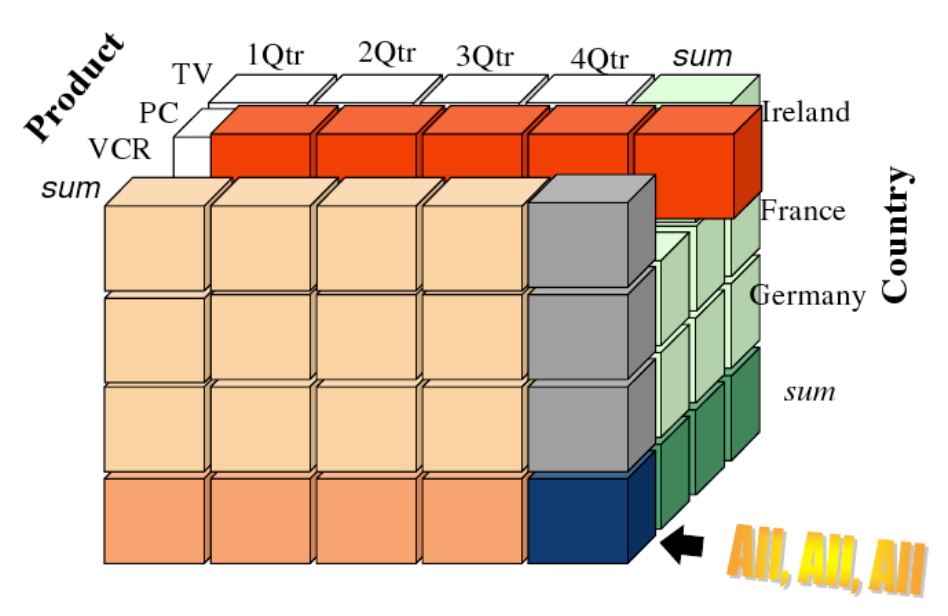 Product
1Qtr 2Qtr 3Qtr 4Qtr sum
TV
PC
VCR
sum
Ireland
France
Germany
sum
Country
All, All, All